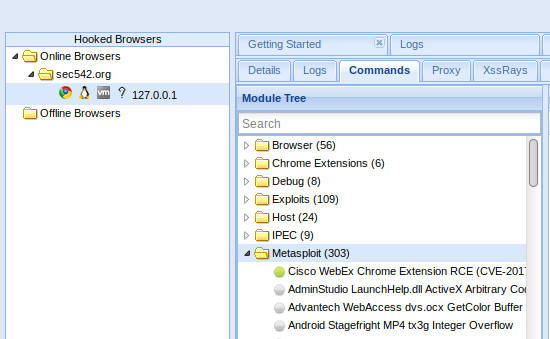 Hooked Browsers
Online Browsers
sec542.org
vm ? 127.0.0.1
Offline Browsers
Getting Started
Logs
Details
Logs
Commands
Proxy
XssRays
Module Tree
Search
Browser (56)
Chrome Extensions (6)
Debug (8)
Exploits (109)
Host (24)
IPEC (9)
Metasploit (303)
Cisco WebEx Chrome Extension RCE (CVE-2017
AdminStudio LaunchHelp.dll ActiveX Arbitrary Co
Advantech WebAccess dvs.ocx GetColor Buffer
Android Stagefright MP4 tx3g Integer Overflow